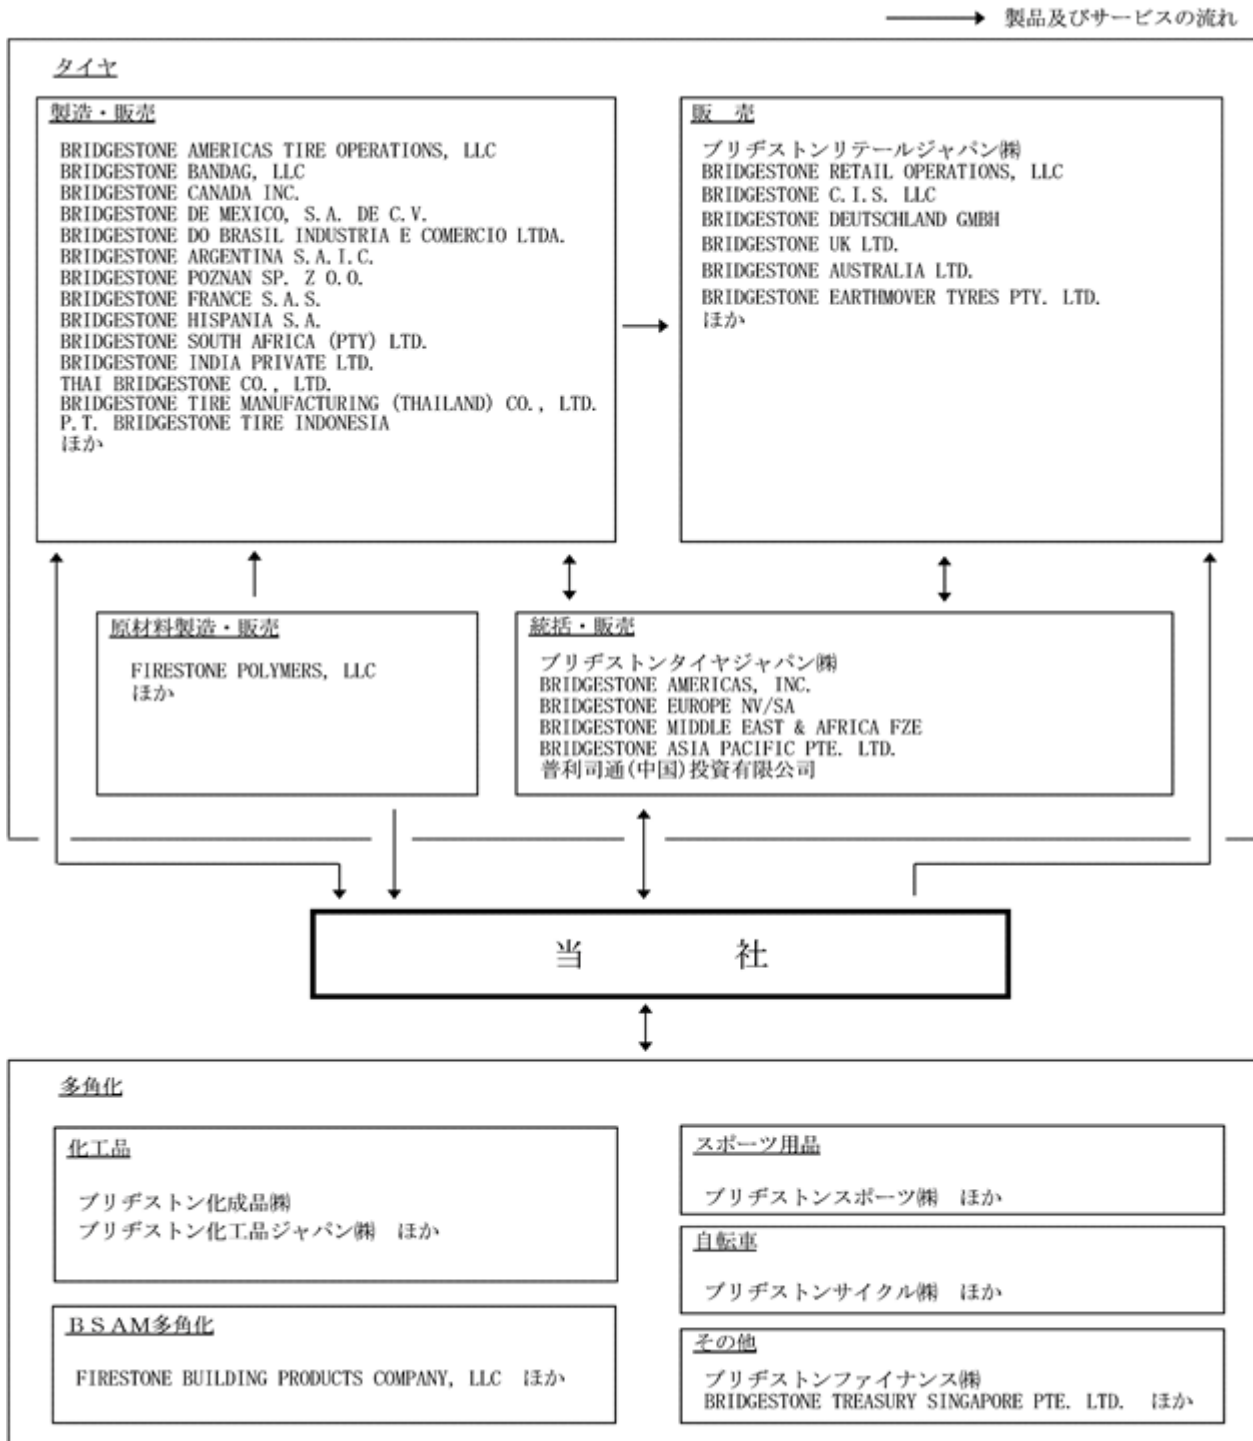 製品及びサービスの流れ
タイヤ
製造・販売
BRIDGESTONE AMERICAS TIRE OPERATIONS, LLC
BRIDGESTONE BANDAG, LLC
BRIDGESTONE CANADA INC.
BRIDGESTONE DE MEXICO, S.A. DE C.V.
BRIDGESTONE DO BRASIL INDUSTRIA E COMERCIO LTDA.
BRIDGESTONE ARGENTINA S.A.I.C.
BRIDGESTONE POZNAN SP. Z O.O.
BRIDGESTONE FRANCE S.A.S.
BRIDGESTONE HISPANIA S.A.
BRIDGESTONE SOUTH AFRICA (PTY) LTD.
BRIDGESTONE INDIA PRIVATE LTD.
THAI BRIDGESTONE CO., LTD.
BRIDGESTONE TIRE MANUFACTURING (THAILAND) CO., LTD.
P.T. BRIDGESTONE TIRE INDONESIA
ほか
販　売
ブリヂストンリテールジャパン㈱
BRIDGESTONE RETAIL OPERATIONS, LLC
BRIDGESTONE C.I.S. LLC
BRIDGESTONE DEUTSCHLAND GMBH
BRIDGESTONE UK LTD.
BRIDGESTONE AUSTRALIA LTD.
BRIDGESTONE EARTHMOVER TYRES PTY. LTD.
ほか
原材料製造・販売
FIRESTONE POLYMERS, LLC
ほか
統括・販売
ブリヂストンタイヤジャパン㈱
BRIDGESTONE AMERICAS, INC.
BRIDGESTONE EUROPE NV/SA
BRIDGESTONE MIDDLE EAST & AFRICA FZE
BRIDGESTONE ASIA PACIFIC PTE. LTD.
普利司通(中国)投資有限公司
当　　社
多角化
化工品
ブリヂストン化成品㈱
ブリヂストン化工品ジャパン㈱　ほか
ＢＳＡＭ多角化
FIRESTONE BUILDING PRODUCTS COMPANY, LLC　ほか
スポーツ用品
ブリヂストンスポーツ㈱　ほか
自転車
ブリヂストンサイクル㈱　ほか
その他
ブリヂストンファイナンス㈱
BRIDGESTONE TREASURY SINGAPORE PTE. LTD.　ほか